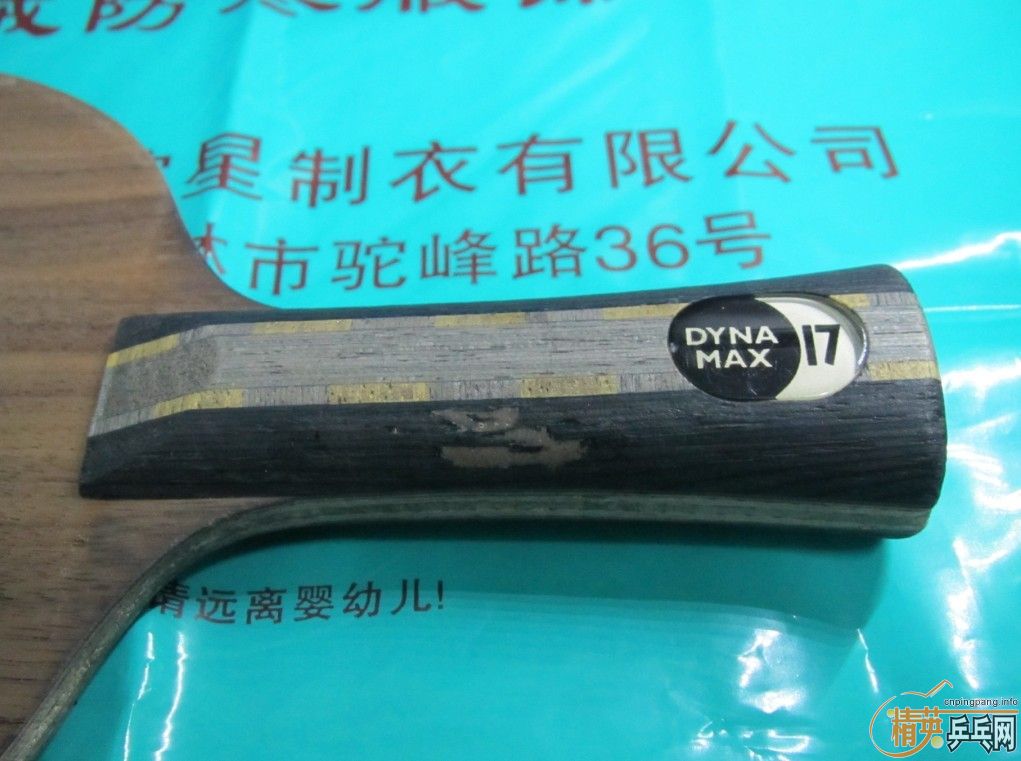 星制衣有限公司
市驼峰路36号
DYNA
MAX
17
请远离婴幼儿!
cnpingpang.info
精英乒乓网